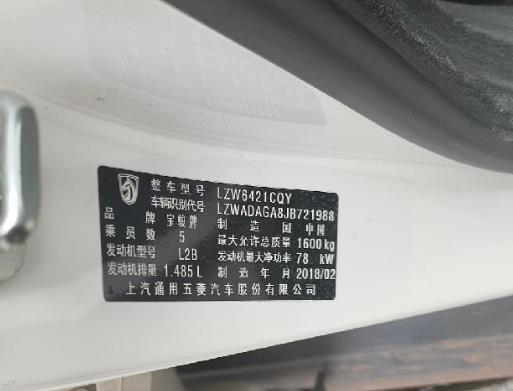 整车型号 LZW6421CQY
车辆识别代号 LZWADAGA8JB721988
品牌 宝骏牌 制造国 中国
乘员数 5 最大允许总质量 1600kg
发动机型号 L2B 发动机最大净功率 78 kW
发动机排量 1.485L 制造年月 2018/02
上汽通用五菱汽车股份有限公司